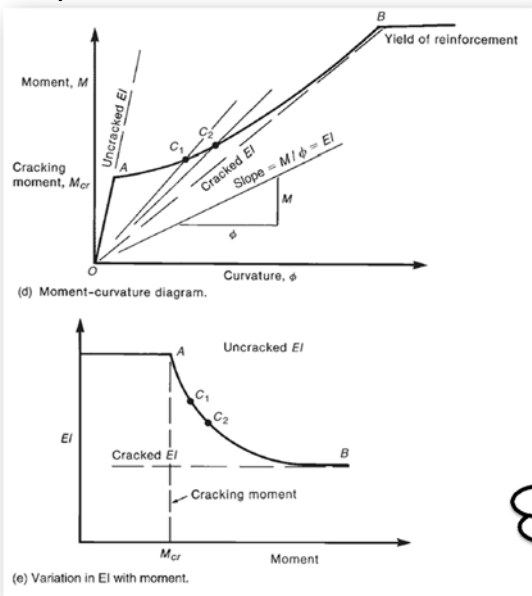 B
Yield of reinforcement
Moment, M
Uncracked EI
C1
C2
A
Cracking
moment, Mcr
Cracked EI
Slope = M / ϕ = EI
M
ϕ
O
Curvature, ϕ
(d) Moment–curvature diagram.
A
Uncracked EI
C1
C2
EI
Cracked EI
B
Cracking moment
Mcr
Moment
(e) Variation in EI with moment.